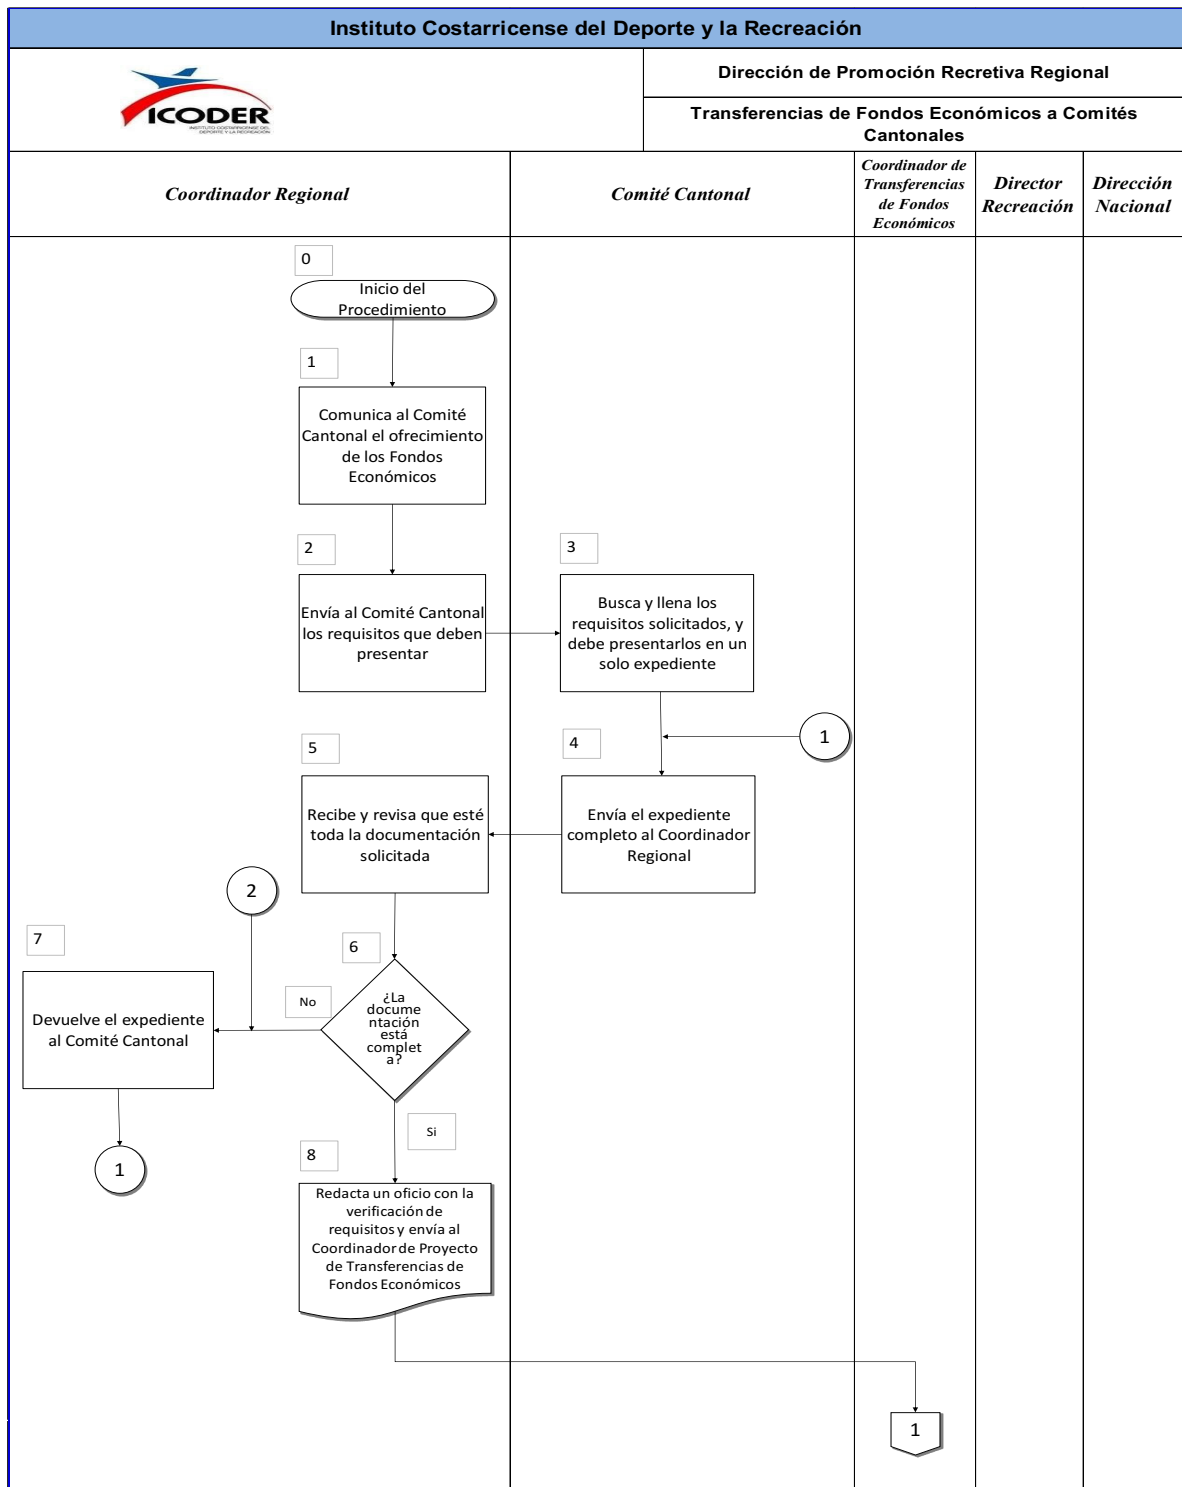 Instituto Costarricense del Deporte y la Recreación
ICODER
INSTITUTO COSTARRICENSE DEL
DEPORTE Y LA RECREACIÓN
Dirección de Promoción Recretiva Regional
Transferencias de Fondos Económicos a Comités
Cantonales
Coordinador Regional
Comité Cantonal
Coordinador de
Transferencias
de Fondos
Económicos
Director
Recreación
Dirección
Nacional
0
Inicio del
Procedimiento
1
Comunica al Comité
Cantonal el ofrecimiento
de los Fondos
Económicos
2
Envía al Comité Cantonal
los requisitos que deben
presentar
3
Busca y llena los
requisitos solicitados, y
debe presentarlos en un
solo expediente
1
4
Envía el expediente
completo al Coordinador
Regional
5
Recibe y revisa que esté
toda la documentación
solicitada
2
6
¿La
docume
ntación
está
complet
a?
No
7
Devuelve el expediente
al Comité Cantonal
1
Si
8
Redacta un oficio con la
verificación de
requisitos y envía al
Coordinador de Proyecto
de Transferencias de
Fondos Económicos
1